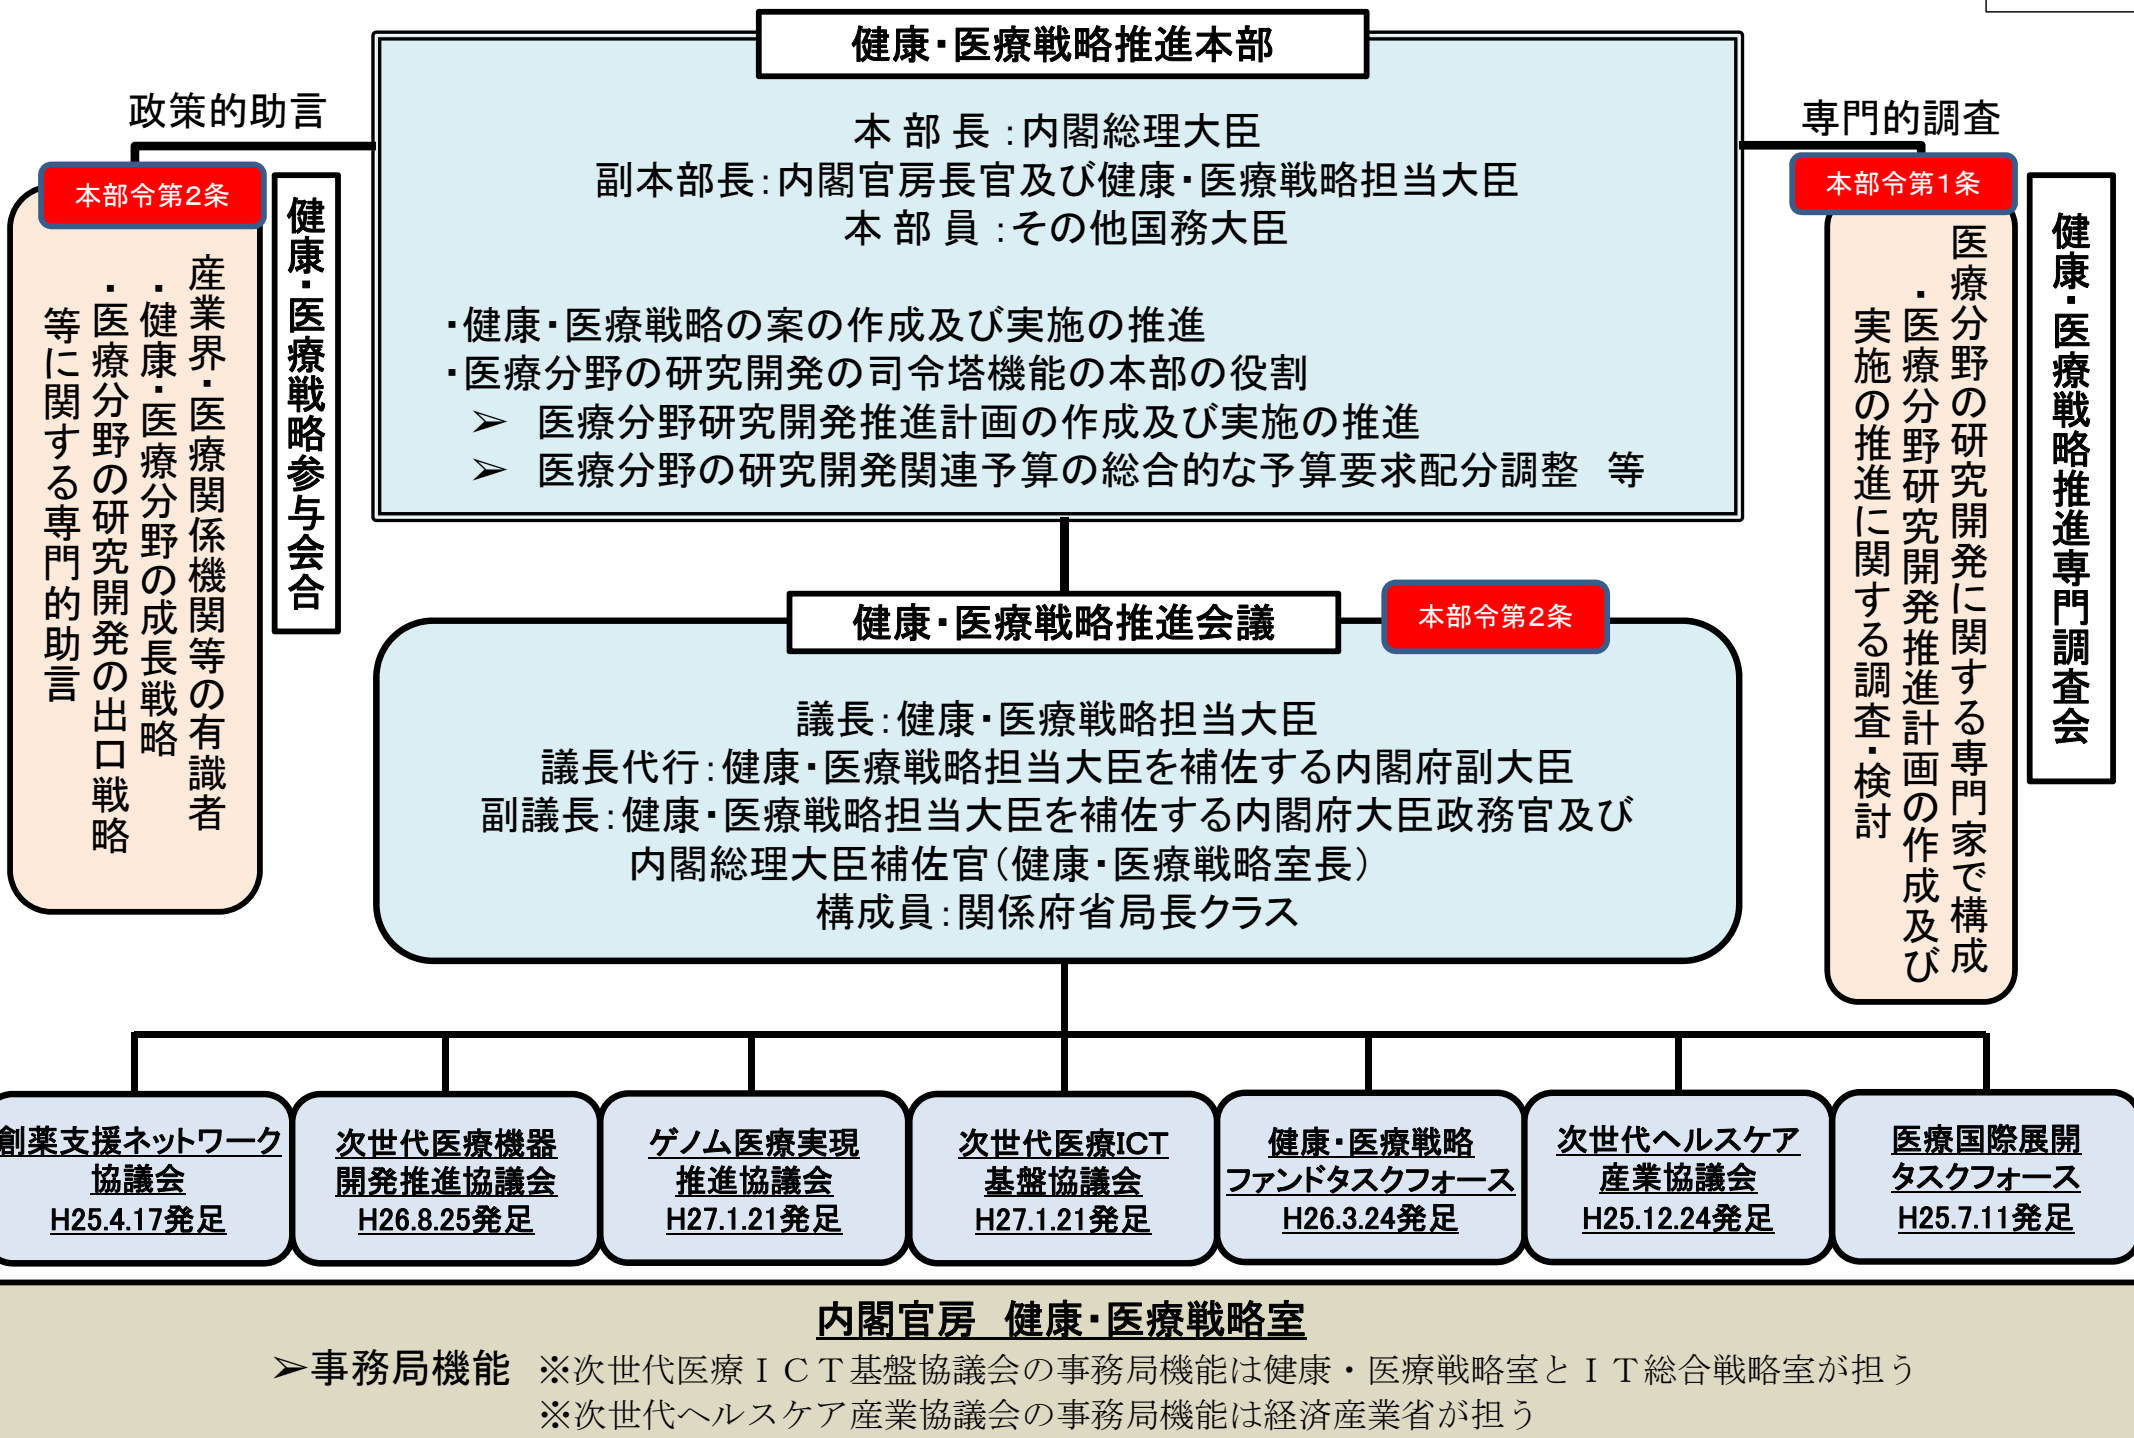 健康・医療戦略推進本部
本 部 長 ：内閣総理大臣
副本部長：内閣官房長官及び健康・医療戦略担当大臣
本 部 員 ：その他国務大臣
・健康・医療戦略の案の作成及び実施の推進
・医療分野の研究開発の司令塔機能の本部の役割
➢ 医療分野研究開発推進計画の作成及び実施の推進
➢ 医療分野の研究開発関連予算の総合的な予算要求配分調整　等
政策的助言
本部令第２条
健康・医療戦略参与会合
産業界・医療関係機関等の有識者
・健康・医療分野の成長戦略
・医療分野の研究開発の出口戦略
等に関する専門的助言
専門的調査
本部令第１条
健康・医療戦略推進専門調査会
医療分野の研究開発に関する専門家で構成
・医療分野研究開発推進計画の作成及び
実施の推進に関する調査・検討
健康・医療戦略推進会議
本部令第２条
議長：健康・医療戦略担当大臣
議長代行：健康・医療戦略担当大臣を補佐する内閣府副大臣
副議長：健康・医療戦略担当大臣を補佐する内閣府大臣政務官及び
内閣総理大臣補佐官（健康・医療戦略室長）
構成員：関係府省局長クラス
創薬支援ネットワーク
協議会
H25.4.17発足
次世代医療機器
開発推進協議会
H26.8.25発足
ゲノム医療実現
推進協議会
H27.1.21発足
次世代医療ICT
基盤協議会
H27.1.21発足
健康・医療戦略
ファンドタスクフォース
H26.3.24発足
次世代ヘルスケア
産業協議会
H25.12.24発足
医療国際展開
タスクフォース
H25.7.11発足
内閣官房　健康・医療戦略室
➢事務局機能　※次世代医療ＩＣＴ基盤協議会の事務局機能は健康・医療戦略室とＩＴ総合戦略室が担う
※次世代ヘルスケア産業協議会の事務局機能は経済産業省が担う